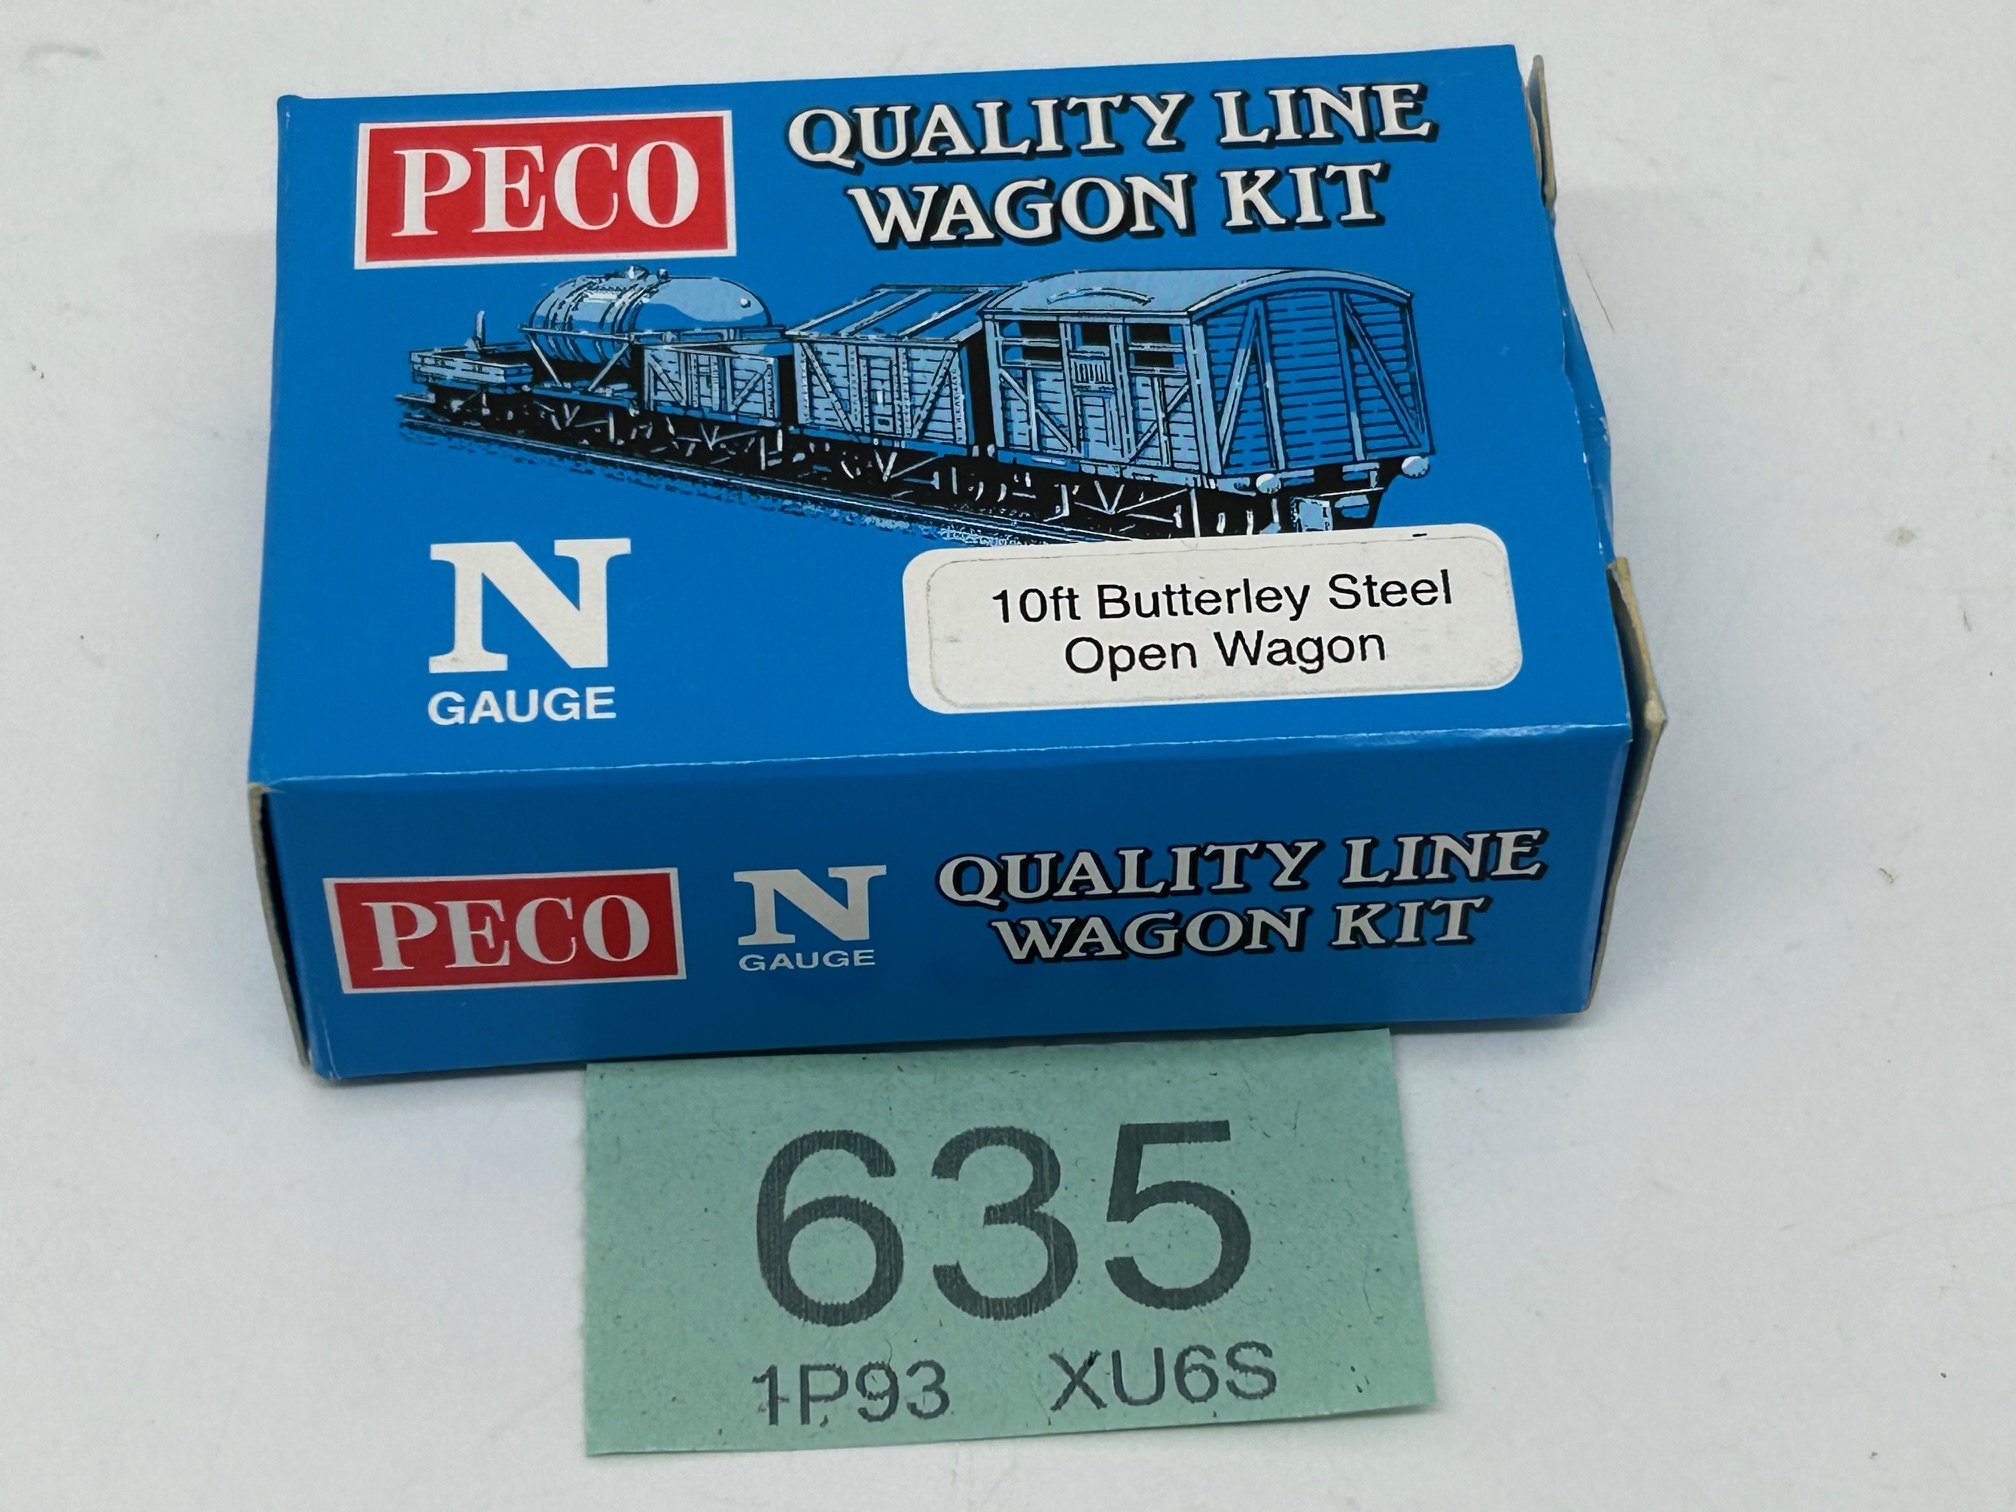 PECO
QUALITY LINE
WAGON KIT
N
GAUGE
10ft Butterley Steel
Open Wagon
PECO
N
GAUGE
QUALITY LINE
WAGON KIT
635
1P93 XU6S